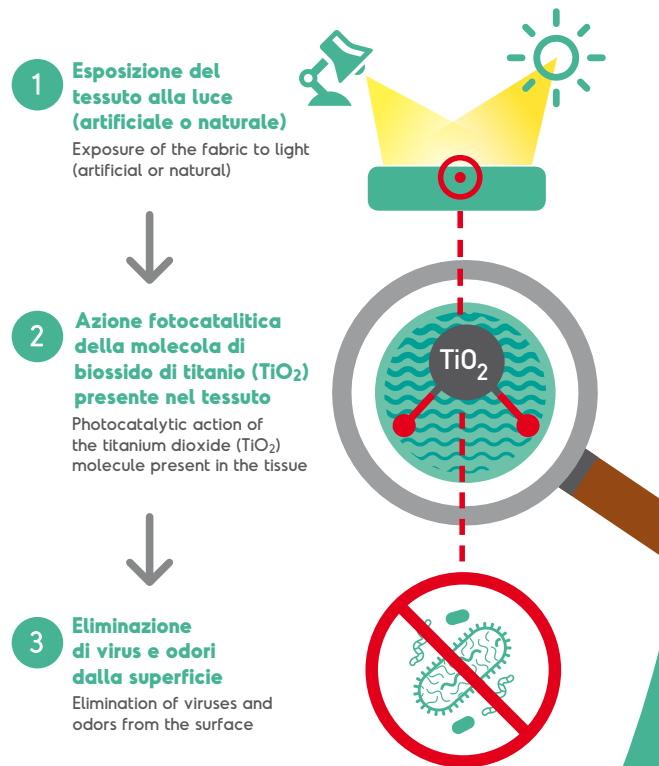 1
Esposizione del
tessuto alla luce
(artificiale o naturale)
Exposure of the fabric to light
(artificial or natural)
2
Azione fotocatalitica
della molecola di
biossido di titanio (TiO₂)
presente nel tessuto
Photocatalytic action of
the titanium dioxide (TiO₂)
molecule present in the tissue
TiO₂
3
Eliminazione
di virus e odori
dalla superficie
Elimination of viruses and
odors from the surface